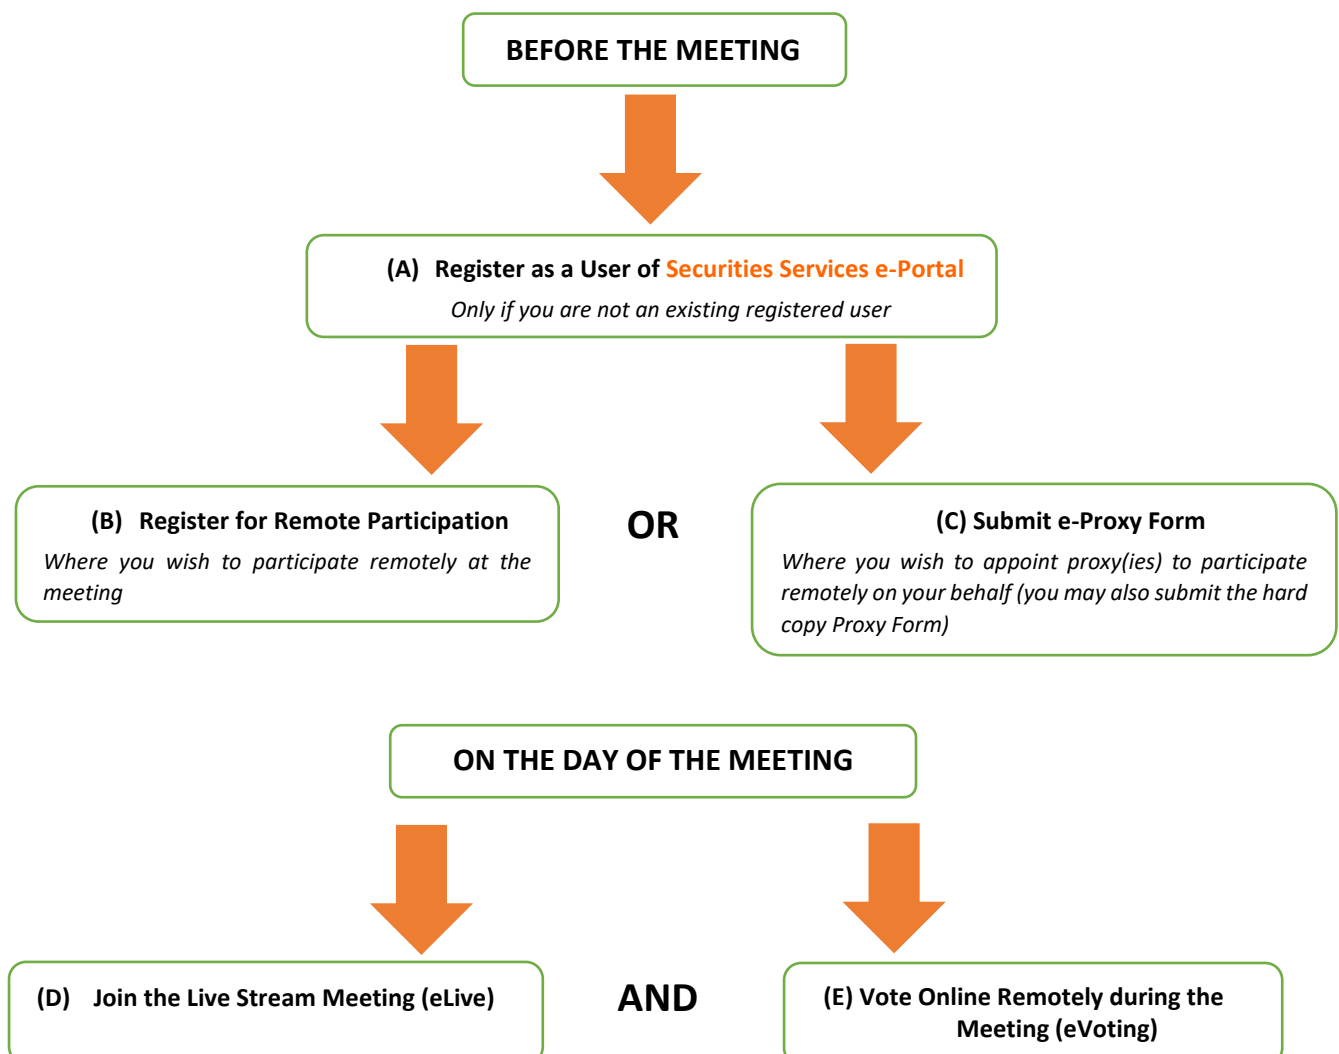 BEFORE THE MEETING
(A) Register as a User of Securities Services e-Portal
Only if you are not an existing registered user
(B) Register for Remote Participation
Where you wish to participate remotely at the
meeting
OR
(C) Submit e-Proxy Form
Where you wish to appoint proxy(ies) to participate
remotely on your behalf (you may also submit the hard
copy Proxy Form)
ON THE DAY OF THE MEETING
(D) Join the Live Stream Meeting (eLive)
AND
(E) Vote Online Remotely during the
Meeting (eVoting)